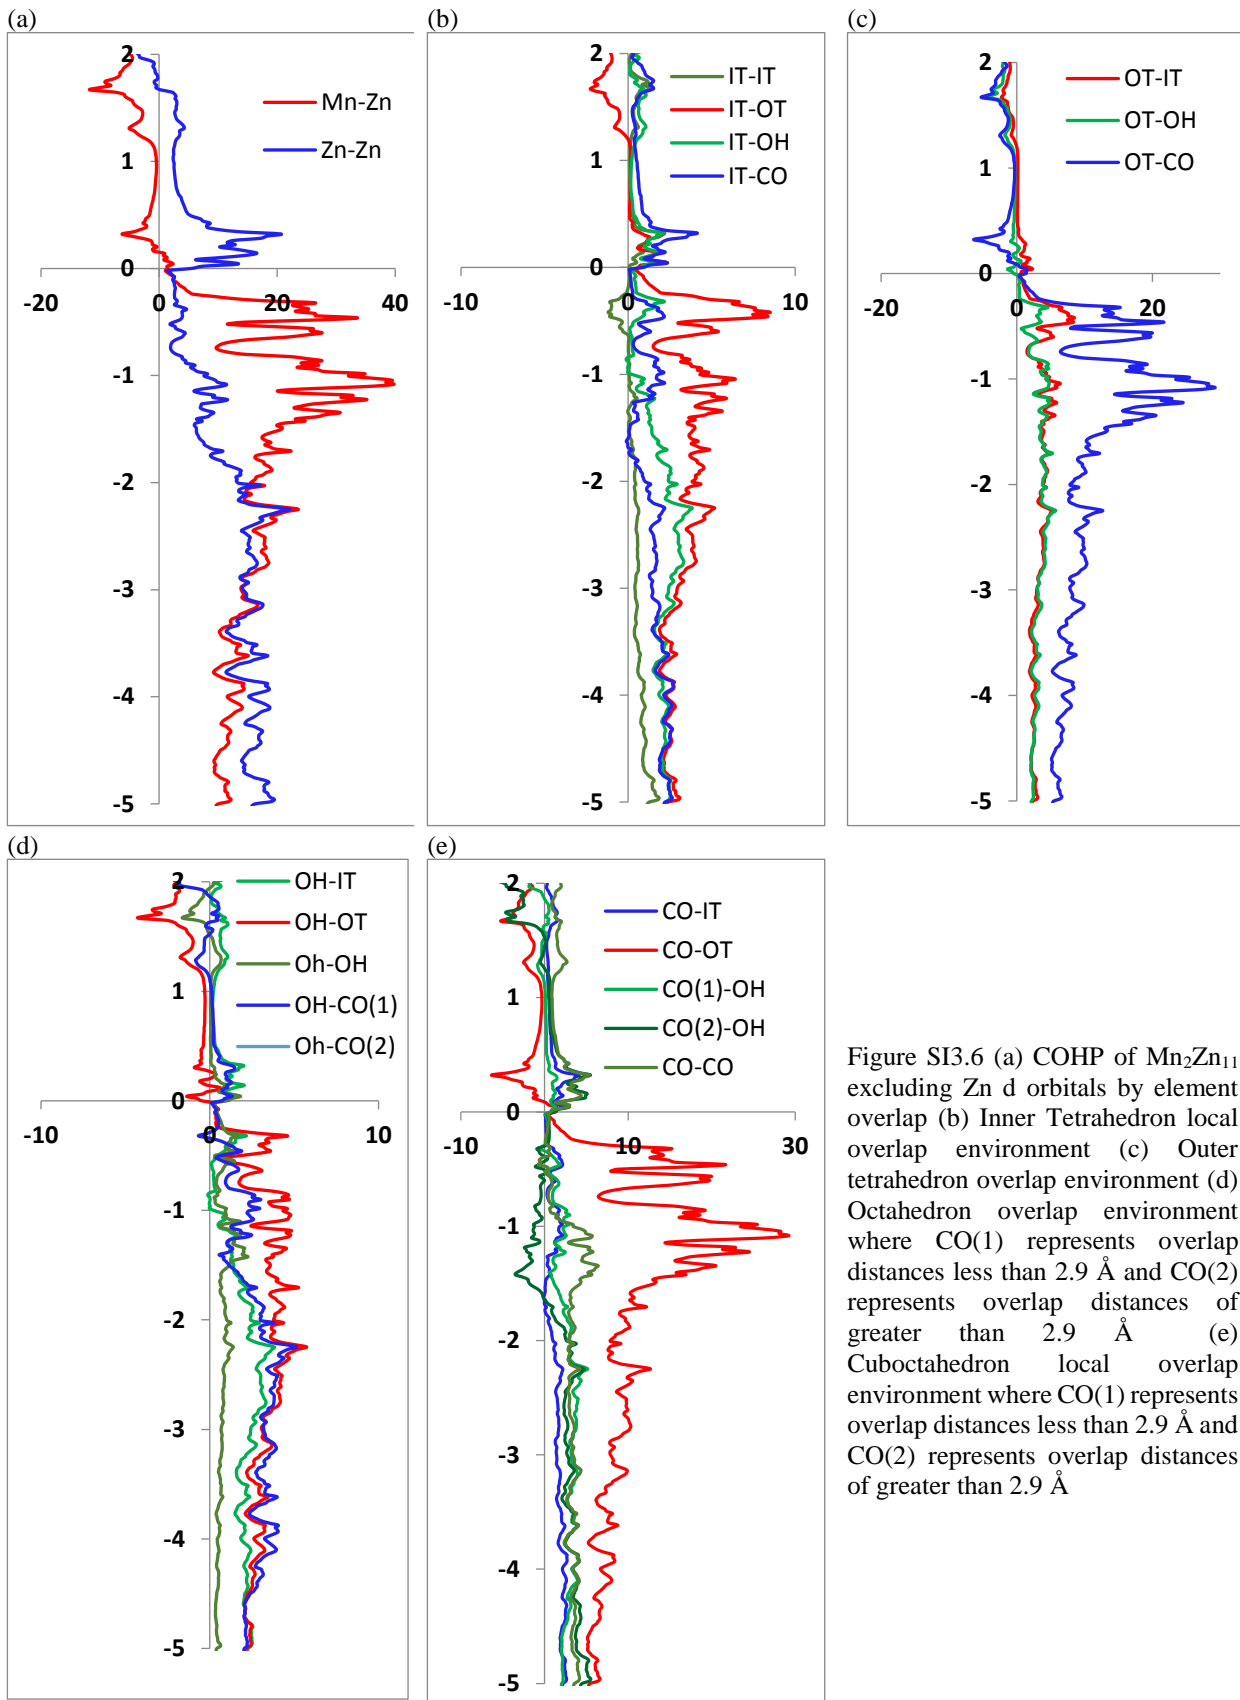 (a)
2
1
0
-20
0
20
40
-1
-2
-3
-4
-5
Mn-Zn
Zn-Zn
(b)
2
1
0
-10
0
10
-1
-2
-3
-4
-5
IT-IT
IT-OT
IT-OH
IT-CO
(c)
2
1
0
-20
0
20
-1
-2
-3
-4
-5
OT-IT
OT-OH
OT-CO
(d)
2
1
0
-10
0
10
-1
-2
-3
-4
-5
OH-IT
OH-OT
Oh-OH
OH-CO(1)
Oh-CO(2)
(e)
2
1
0
-10
0
10
30
-1
-2
-3
-4
-5
CO-IT
CO-OT
CO(1)-OH
CO(2)-OH
CO-CO
Figure SI3.6 (a) COHP of Mn₂Zn₁₁
excluding Zn d orbitals by element
overlap (b) Inner Tetrahedron local
overlap environment (c) Outer
tetrahedron overlap environment (d)
Octahedron overlap environment
where CO(1) represents overlap
distances less than 2.9 Å and CO(2)
represents overlap distances of
greater than 2.9 Å (e)
Cuboctahedron local overlap
environment where CO(1) represents
overlap distances less than 2.9 Å and
CO(2) represents overlap distances
of greater than 2.9 Å